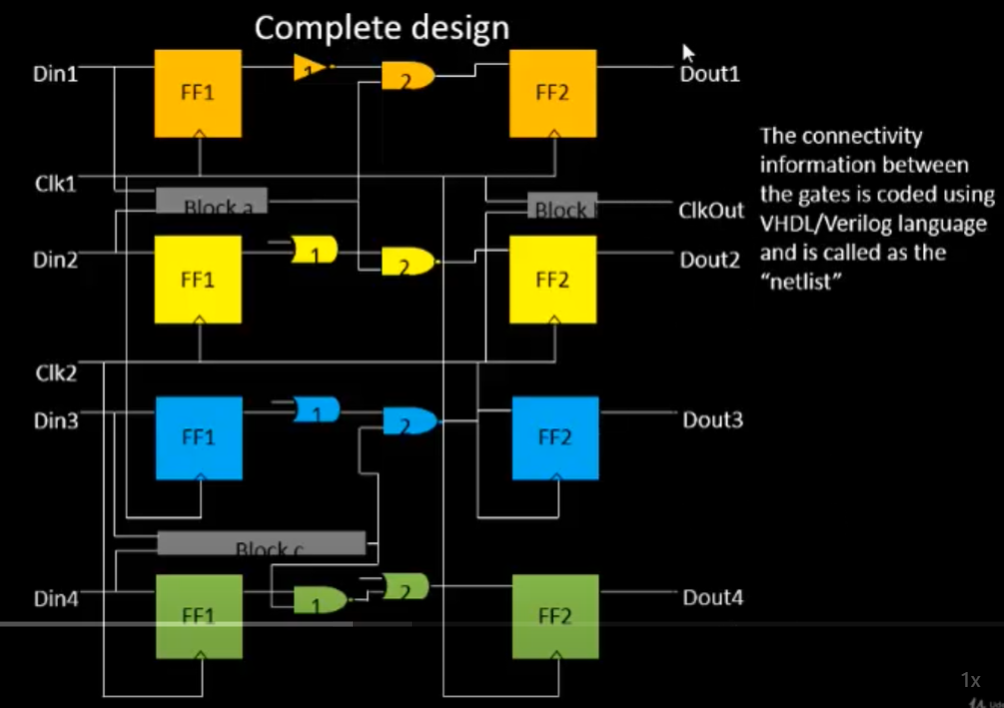 Complete design
Din1
FF1
1
2
FF2
Dout1
The connectivity
information between
the gates is coded using
VHDL/Verilog language
and is called as the
“netlist”
Clk1
Block a
Block
ClkOut
Din2
FF1
1
2
FF2
Dout2
Clk2
Din3
FF1
1
2
FF2
Dout3
Block c
Din4
FF1
1
2
FF2
Dout4
1x